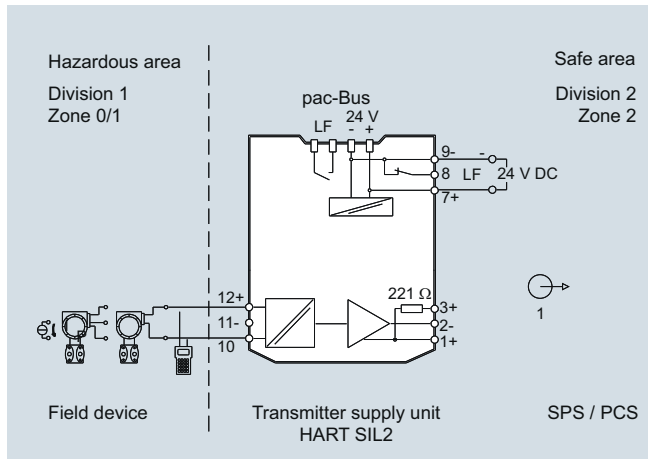 Hazardous area
Division 1
Zone 0/1
Safe area
Division 2
Zone 2
pac-Bus
24 V
LF - +
9-
-
8 LF 24 V DC
7+
12+
11-
10
221 Ω
3+
2-
1+
1
Field device
Transmitter supply unit
HART SIL2
SPS / PCS